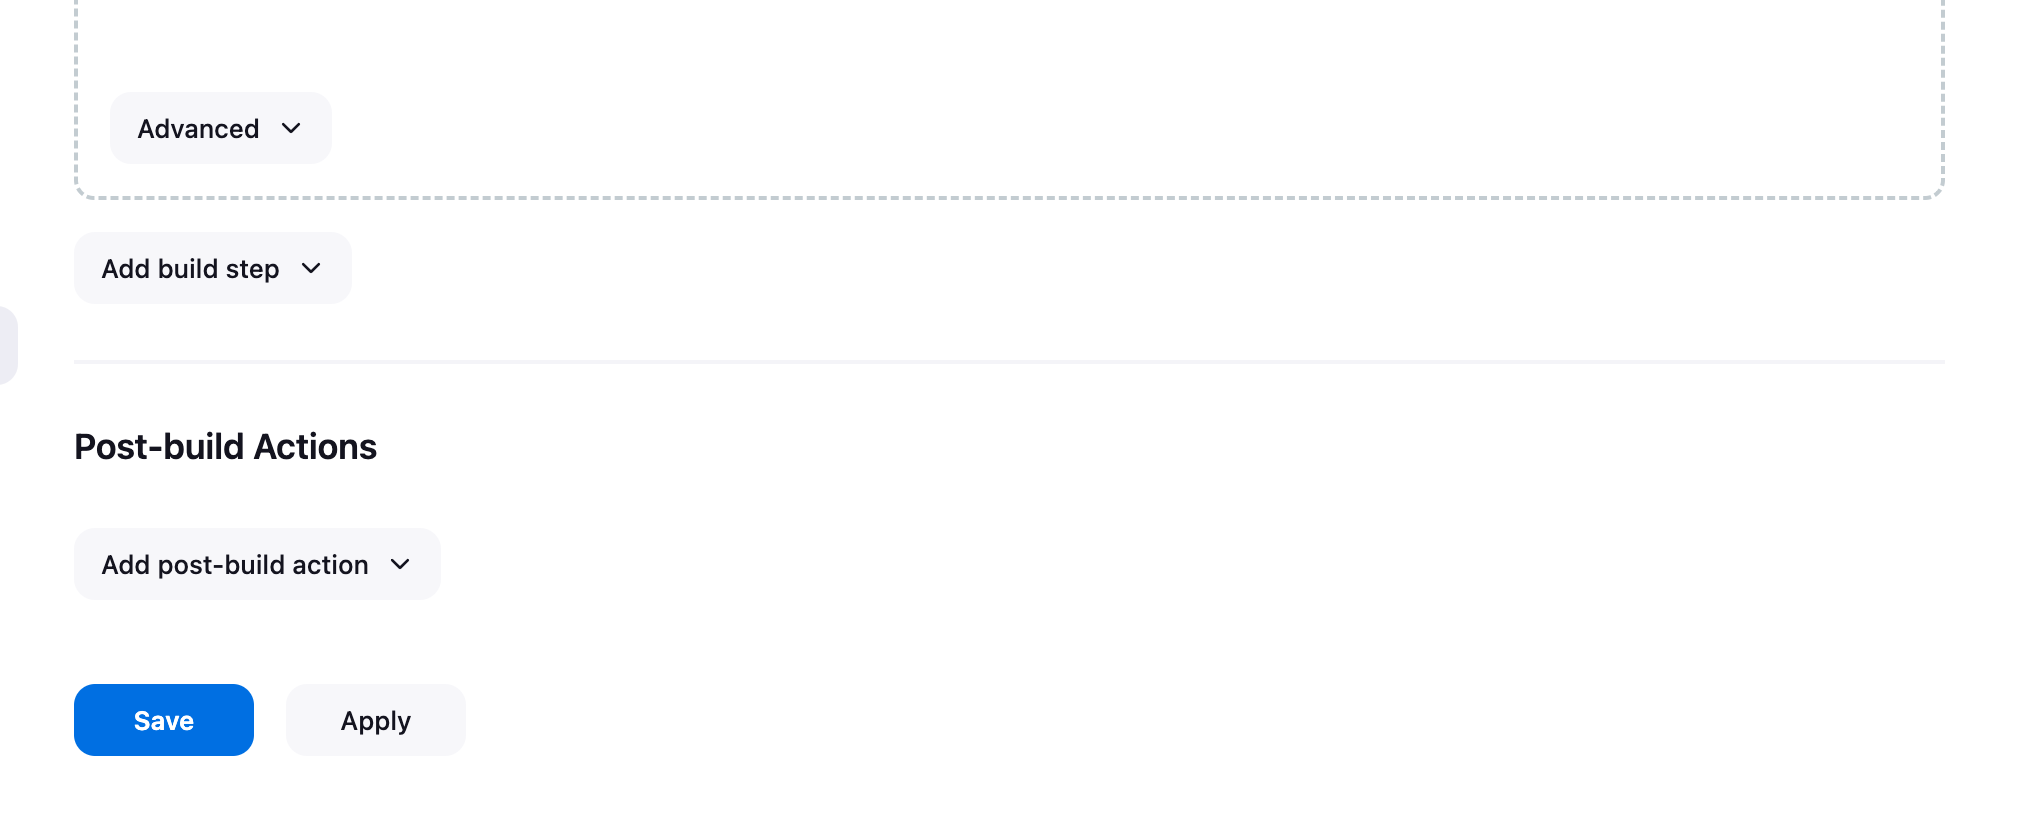 Advanced
Add build step
Post-build Actions
Add post-build action
Save
Apply